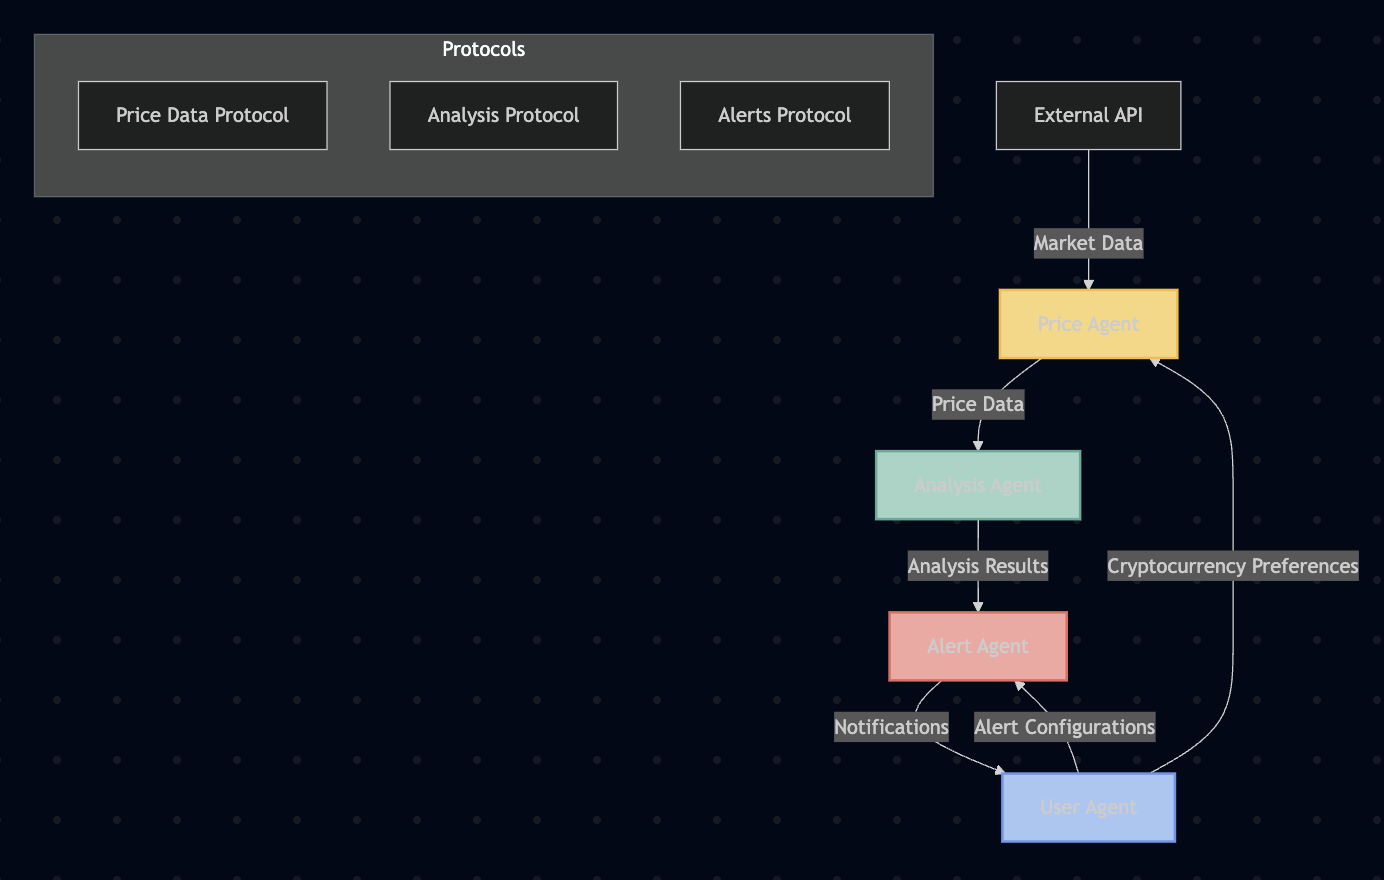 Protocols
Price Data Protocol
Analysis Protocol
Alerts Protocol
External API
Market Data
Price Agent
Price Data
Analysis Agent
Analysis Results
Cryptocurrency Preferences
Alert Agent
Notifications
Alert Configurations
User Agent